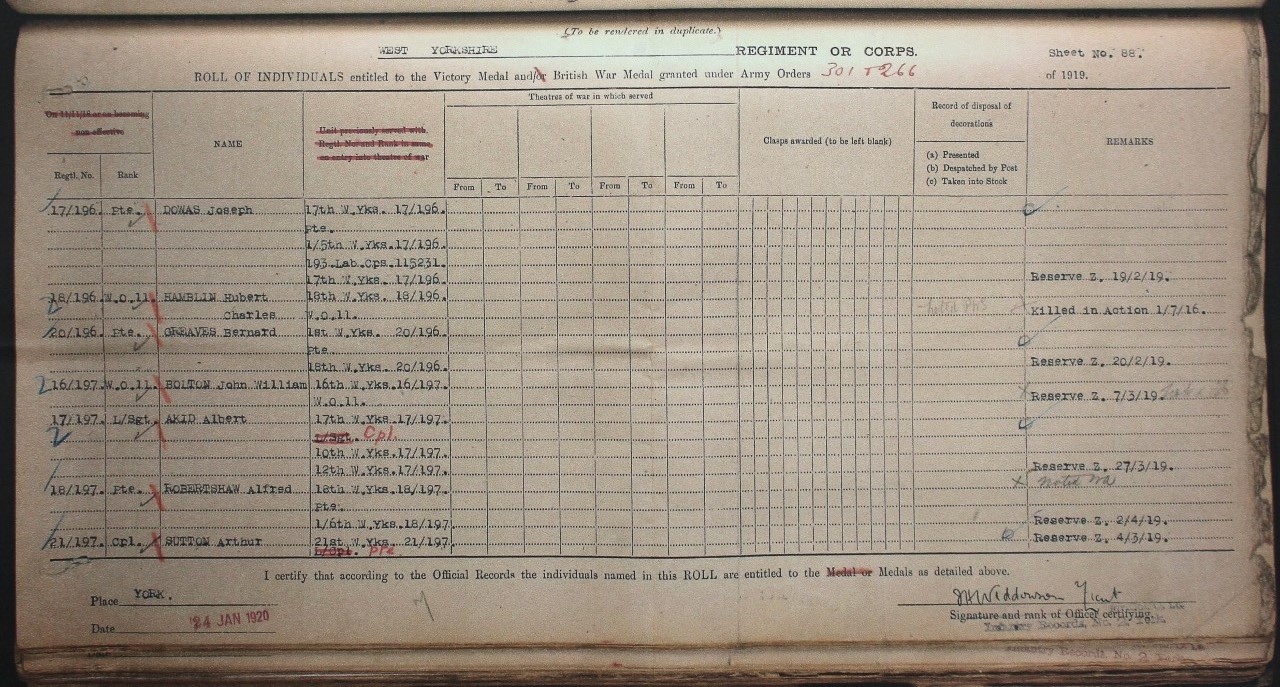 (To be rendered in duplicate.)
WEST YORKSHIRE REGIMENT OR CORPS. Sheet No. 88.
ROLL OF INDIVIDUALS entitled to the Victory Medal and/or British War Medal granted under Army Orders 301 & 266 of 1919.
On 11/11/18 or on becoming non-effective
Regtl. No. Rank
NAME
Unit previously served with. Regtl. No. and Rank in same, on entry into theatre of war
Theatres of war in which served
From To From To From To From To
Clasps awarded (to be left blank)
Record of disposal of decorations
(a) Presented
(b) Despatched by Post
(c) Taken into Stock
REMARKS
17/196. Pte. DOWAS Joseph 17th W.Yks. 17/196.
Pte.
1/5th W.Yks.17/196.
193.Lab.Cps.115231.
17th W.Yks. 17/196. Reserve Z. 19/2/19.
18/196. W.O.11. HAMBLIN Hubert 18th W.Yks. 18/196.
Charles W.O.11. Killed in Action 1/7/16.
20/196. Pte. GREAVES Bernard 1st W.Yks. 20/196.
Pte.
18th W.Yks. 20/196. Reserve Z. 20/2/19.
16/197. W.O.11. BOLTON John William 16th W.Yks.16/197.
W.O.11. Reserve Z. 7/3/19.
17/197. L/Sgt. AKID Albert 17th W.Yks.17/197.
L/Sgt. Cpl.
10th W.Yks.17/197.
12th W.Yks.17/197. Reserve Z. 27/3/19.
18/197. Pte. ROBERTSHAW Alfred 18th W.Yks.18/197.
Pte.
1/6th W.Yks.18/197. Reserve Z. 2/4/19.
21/197. Cpl. SUTTON Arthur 21st W.Yks. 21/197. Reserve Z. 4/3/19.
L/Cpl. Pte
I certify that according to the Official Records the individuals named in this ROLL are entitled to the Medal or Medals as detailed above.
Place YORK.
Date 24 JAN 1920
Signature and rank of Officer certifying.